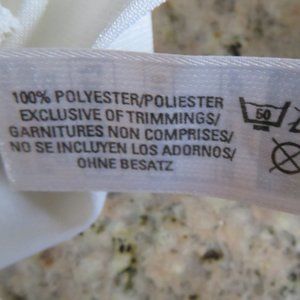 100% POLYESTER/POLIESTER
EXCLUSIVE OF TRIMMINGS/
GARNITURES NON COMPRISES/
NO SE INCLUYEN LOS ADORNOS/
OHNE BESATZ
50